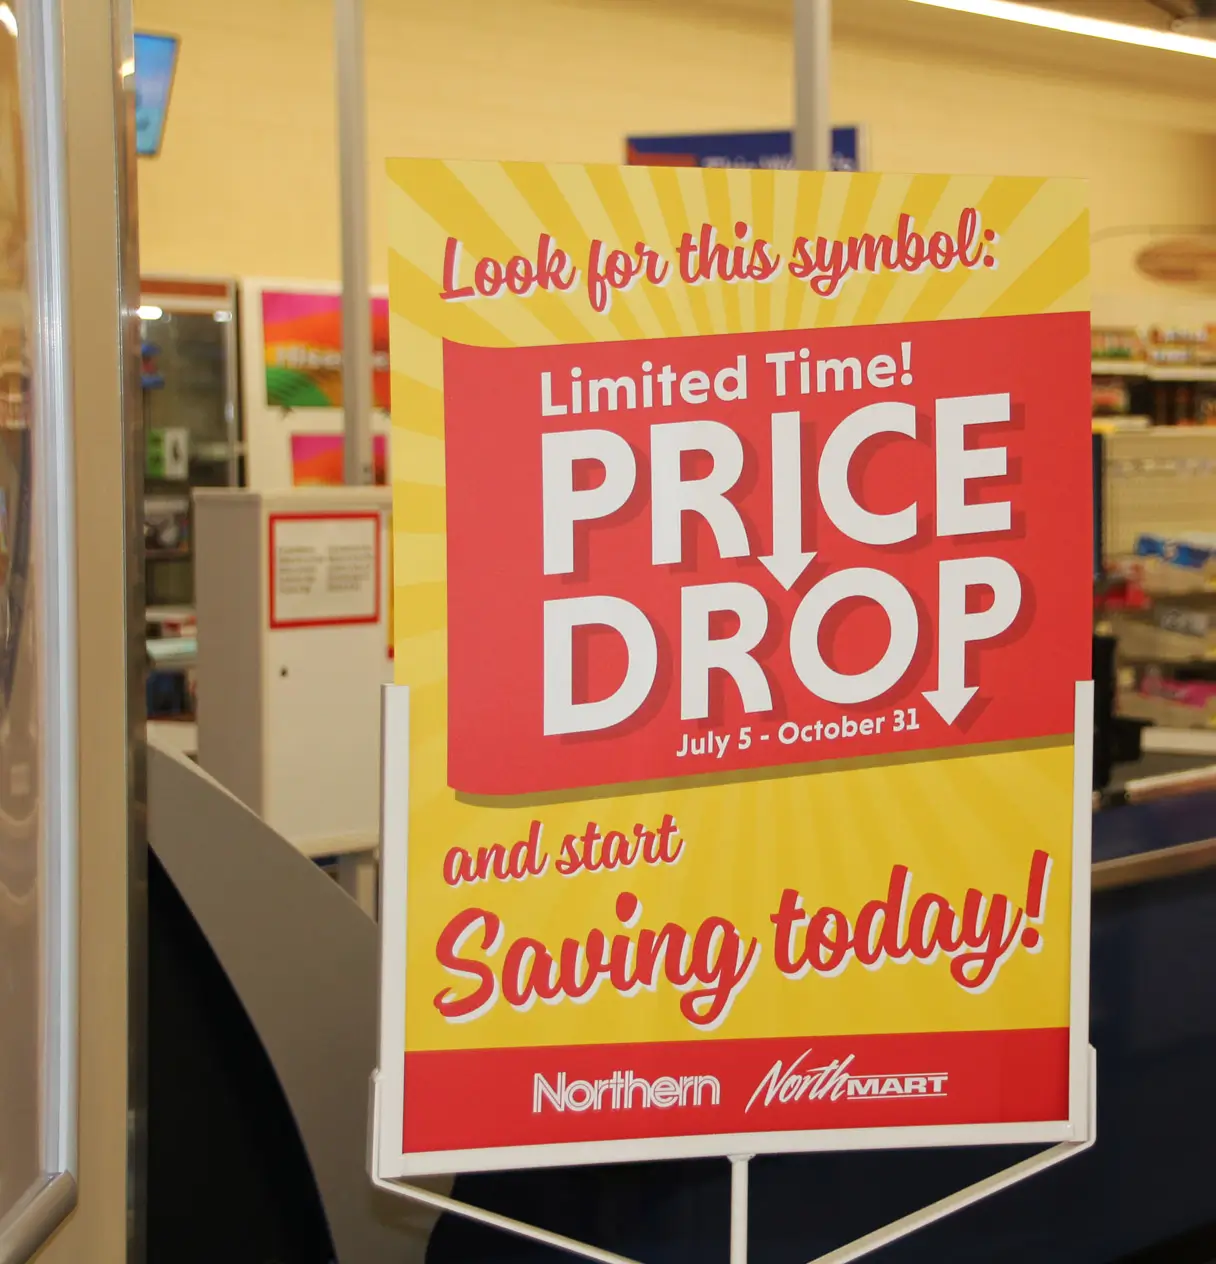 Look for this symbol:
Limited Time!
PRICE
DROP
July 5 - October 31
and start
Saving today!
Northern NorthMART